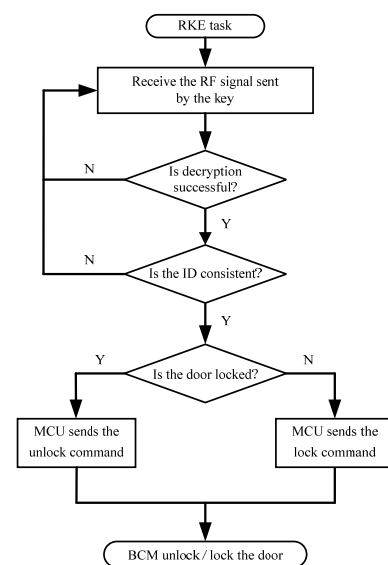 RKE task
Receive the RF signal sent
by the key
N
Is decryption
successful?
Y
N
Is the ID consistent?
Y
Y
Is the door locked?
N
MCU sends the
unlock command
MCU sends the
lock command
BCM unlock / lock the door